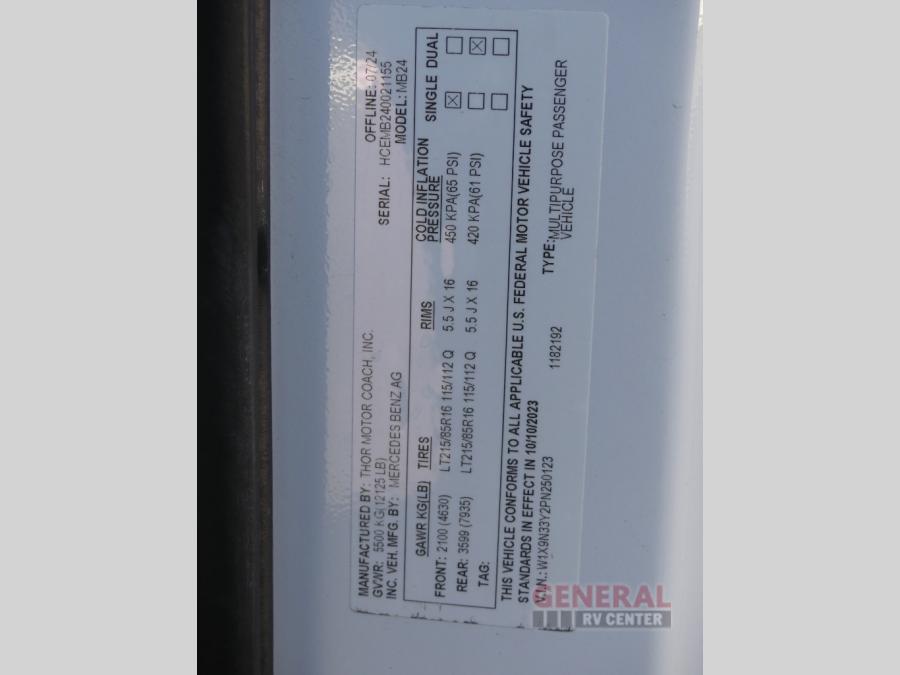 MANUFACTURED BY: THOR MOTOR COACH, INC. OFFLINE: 07/24
GVWR: 5500 KG(12125 LB) SERIAL: HCEMB240021155
INC. VEH. MFG. BY: MERCEDES BENZ AG MODEL: MB24
GAWR KG(LB) TIRES RIMS COLD INFLATION PRESSURE SINGLE DUAL
FRONT: 2100 (4630) LT215/85R16 115/112 Q 5.5 J X 16 450 KPA(65 PSI) ☒ ☐
REAR: 3599 (7935) LT215/85R16 115/112 Q 5.5 J X 16 420 KPA(61 PSI) ☐ ☒
TAG: ☐ ☐
THIS VEHICLE CONFORMS TO ALL APPLICABLE U.S. FEDERAL MOTOR VEHICLE SAFETY
STANDARDS IN EFFECT IN 10/10/2023
V.I.N.: W1X9N33Y2PN250123 1182192 TYPE: MULTIPURPOSE PASSENGER
VEHICLE
GENERAL
RV CENTER